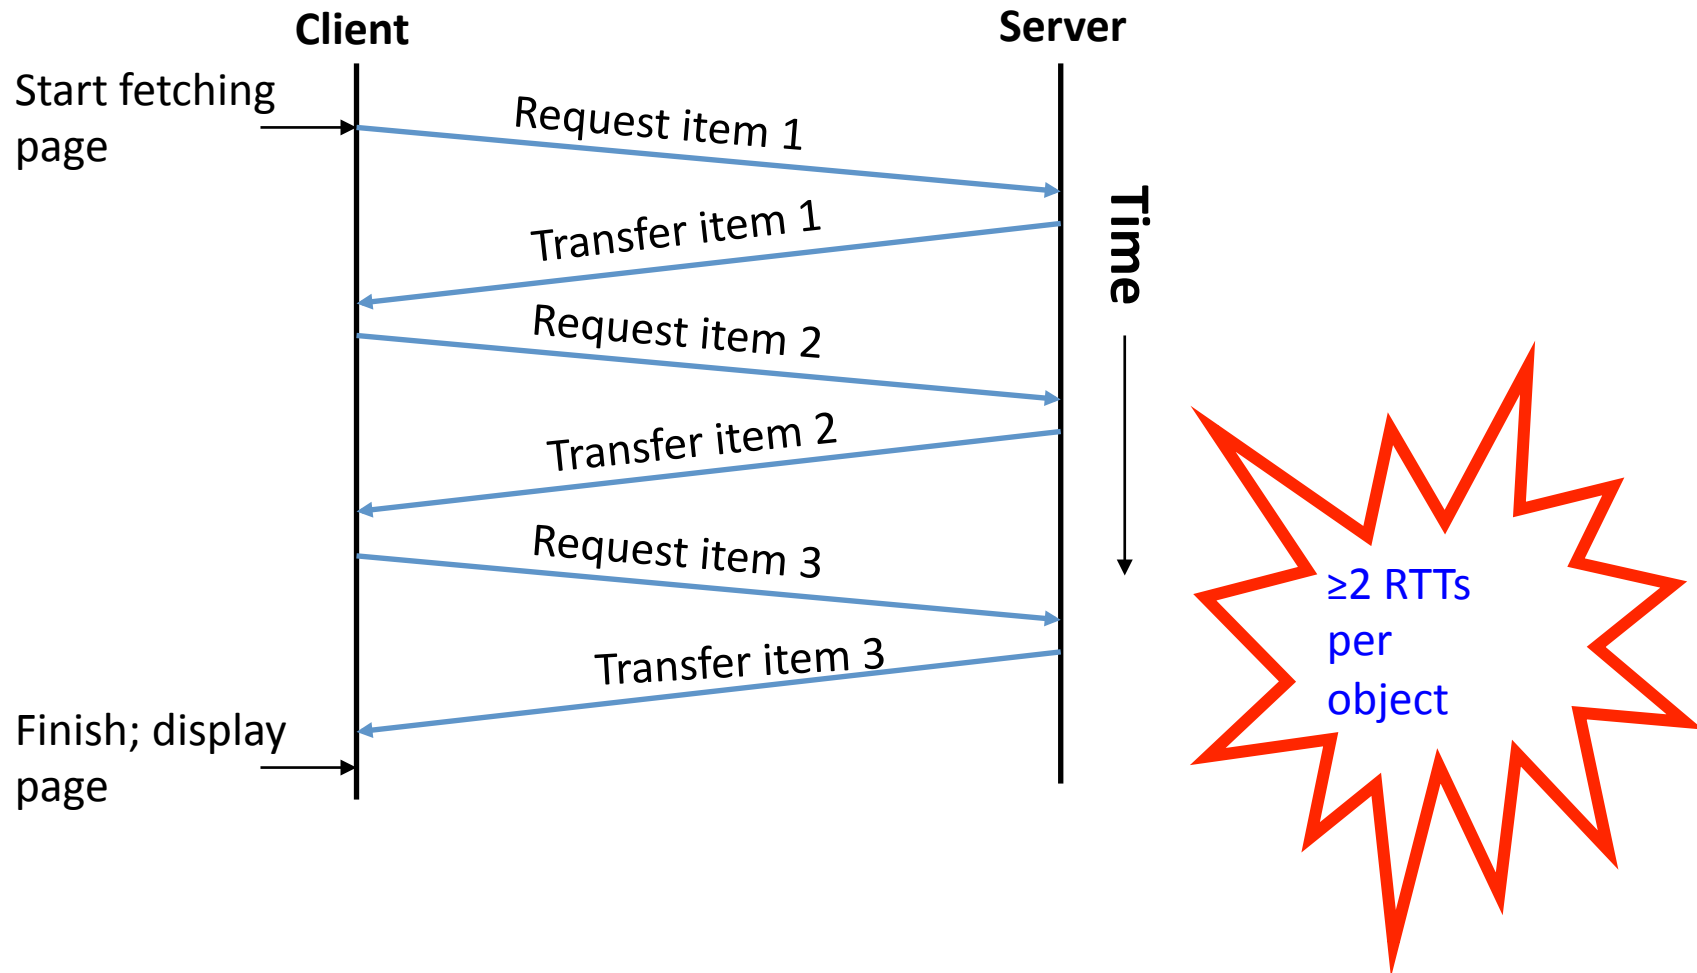 Client
Server
Start fetching
page
Request item 1
Transfer item 1
Time
Request item 2
Transfer item 2
Request item 3
≥2 RTTs
per
object
Transfer item 3
Finish; display
page